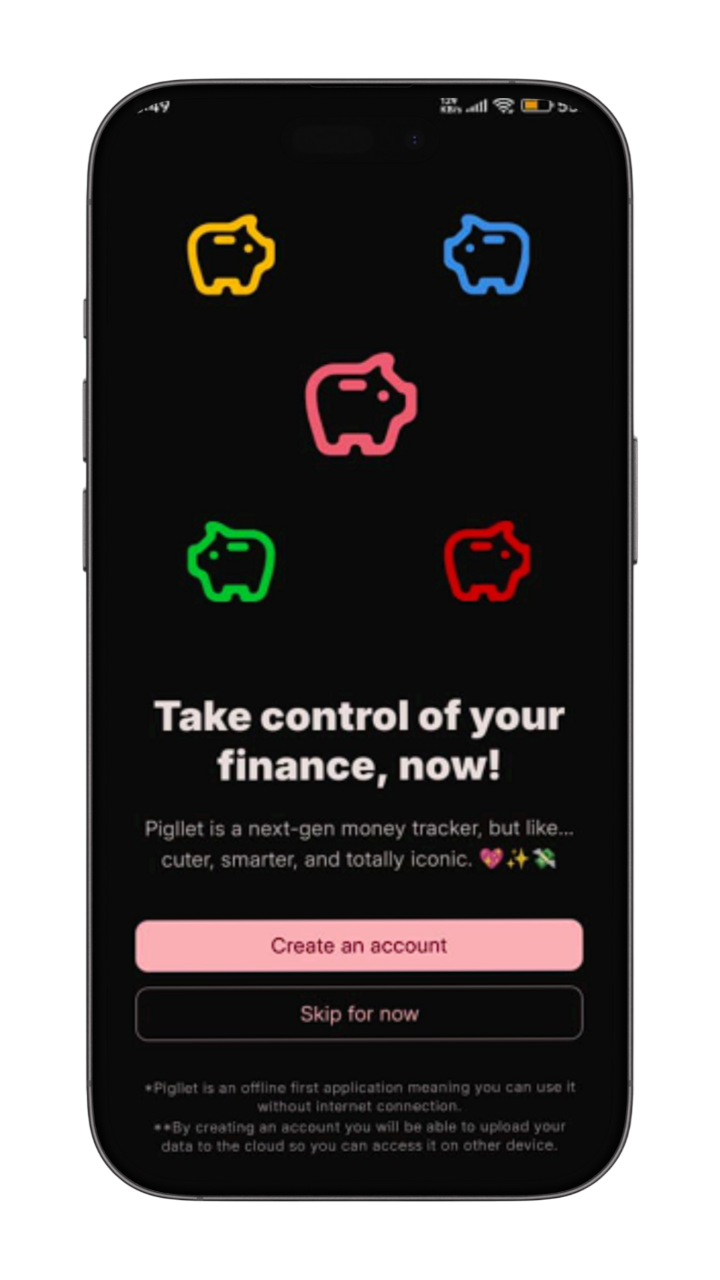 Take control of your
finance, now!
Pigllet is a next-gen money tracker, but like...
cuter, smarter, and totally iconic. 💖✨💸
Create an account
Skip for now
*Pigllet is an offline first application meaning you can use it
without internet connection.
**By creating an account you will be able to upload your
data to the cloud so you can access it on other device.